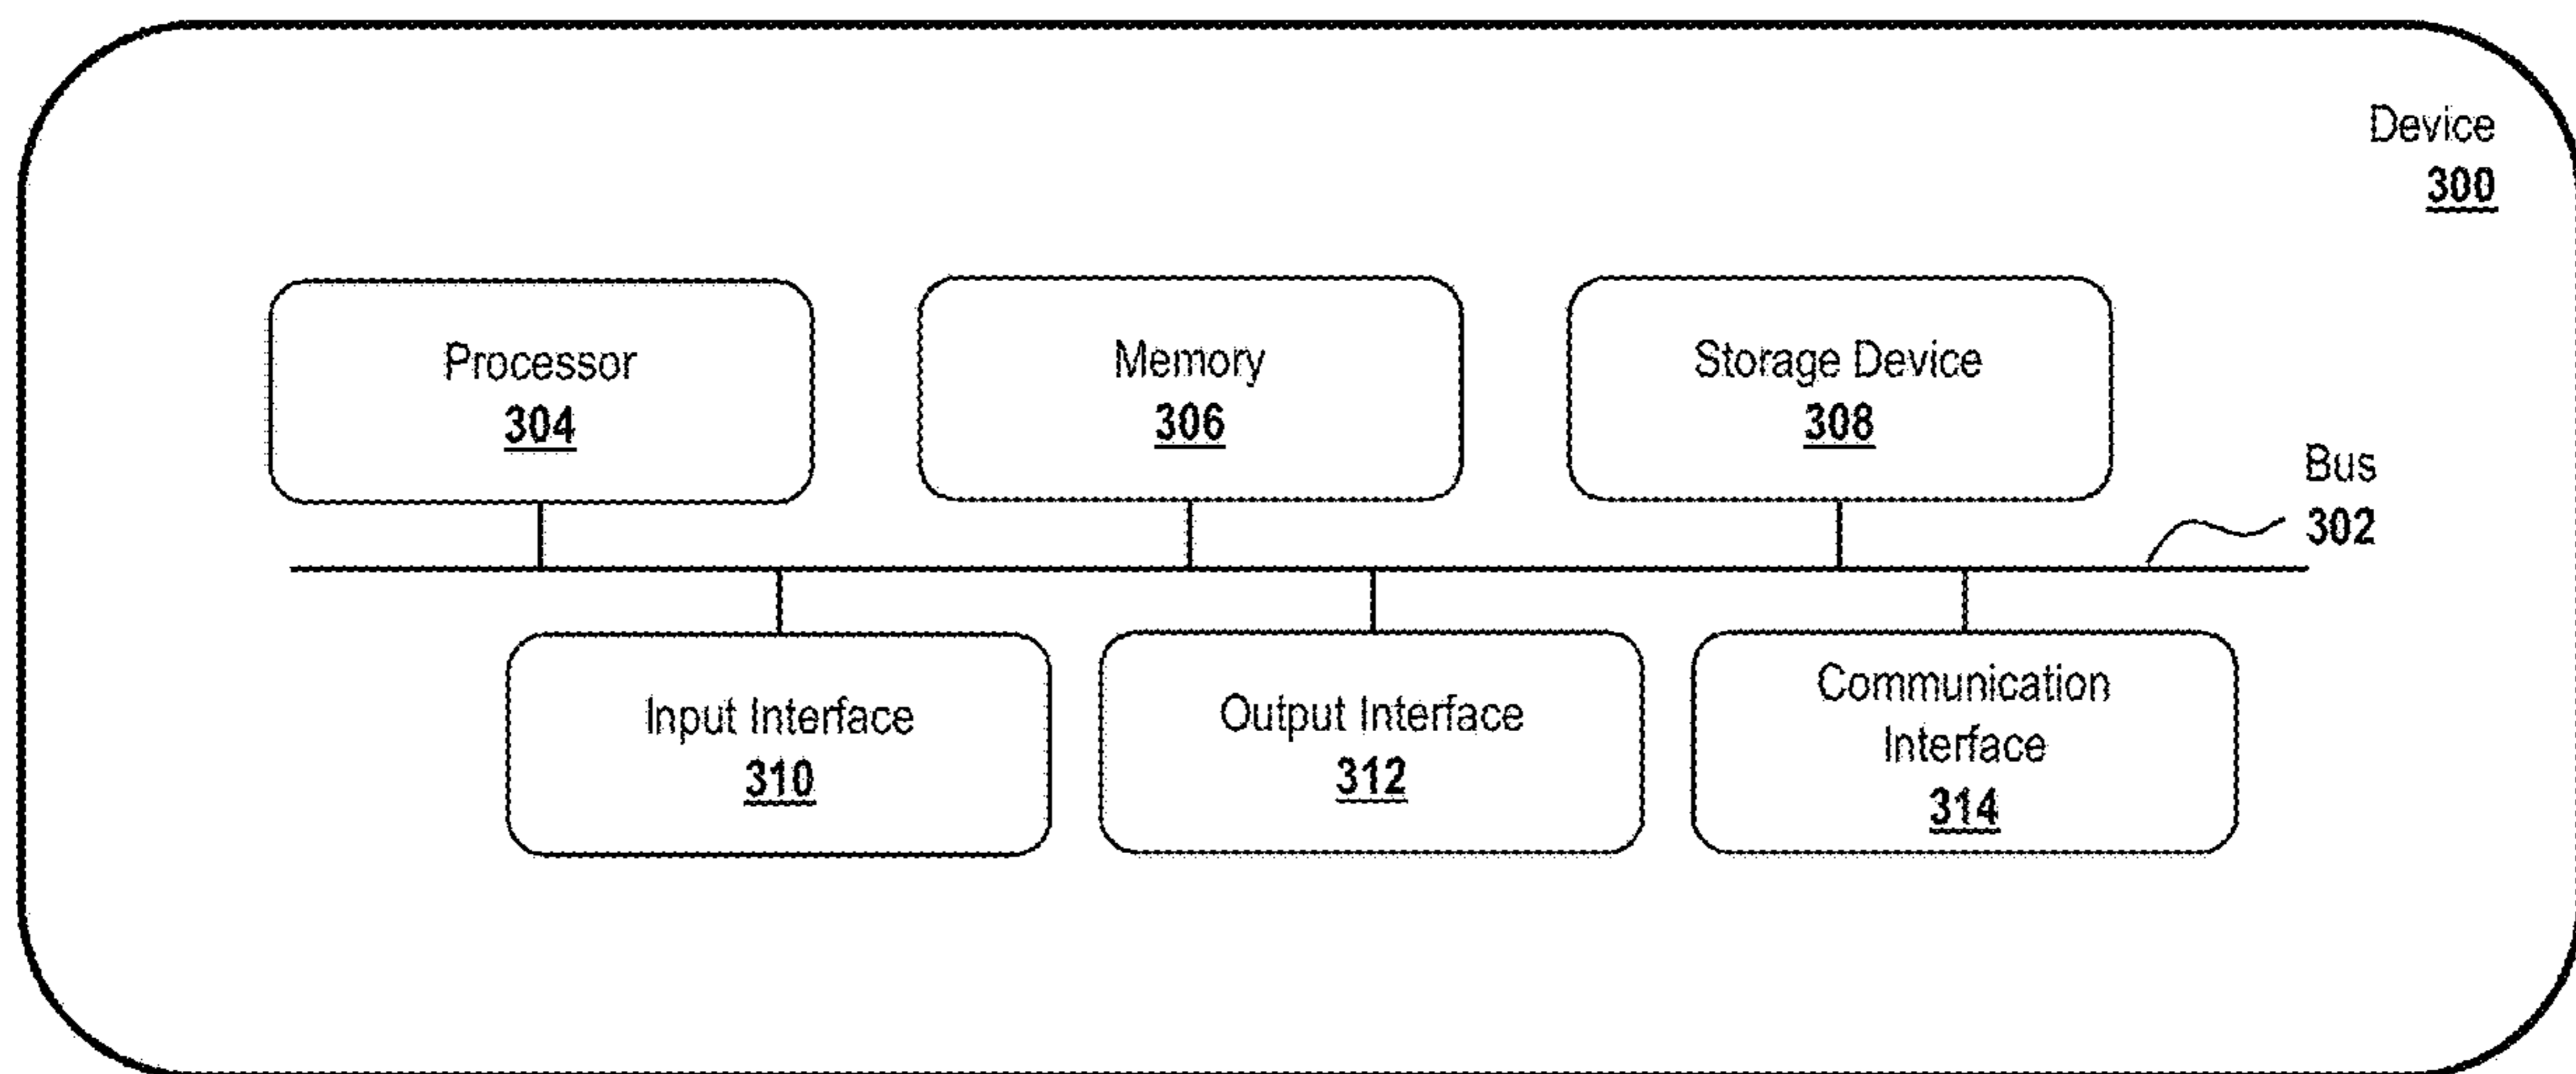 Device
300
Processor
304
Memory
306
Storage Device
308
Bus
302
Input Interface
310
Output Interface
312
Communication
Interface
314